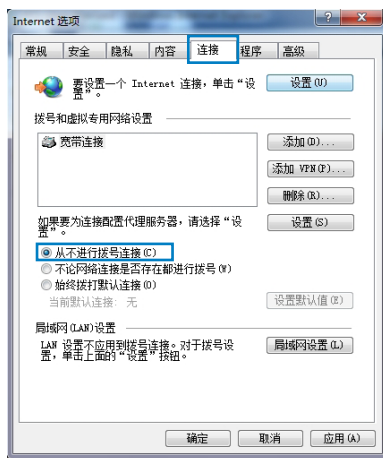 Internet 选项
常规 安全 隐私 内容 连接 程序 高级
要设置一个 Internet 连接，单击“设
置”。
设置(U)
拨号和虚拟专用网络设置
宽带连接
添加(D)...
添加 VPN(P)...
删除(R)...
如果要为连接配置代理服务器，请选择“设
置”。
设置(S)
从不进行拨号连接(C)
不论网络连接是否存在都进行拨号(W)
始终拨打默认连接(O)
当前默认连接: 无
设置默认值(E)
局域网(LAN)设置
LAN 设置不应用到拨号连接。对于拨号设
置，单击上面的“设置”按钮。
局域网设置(L)
确定 取消 应用(A)